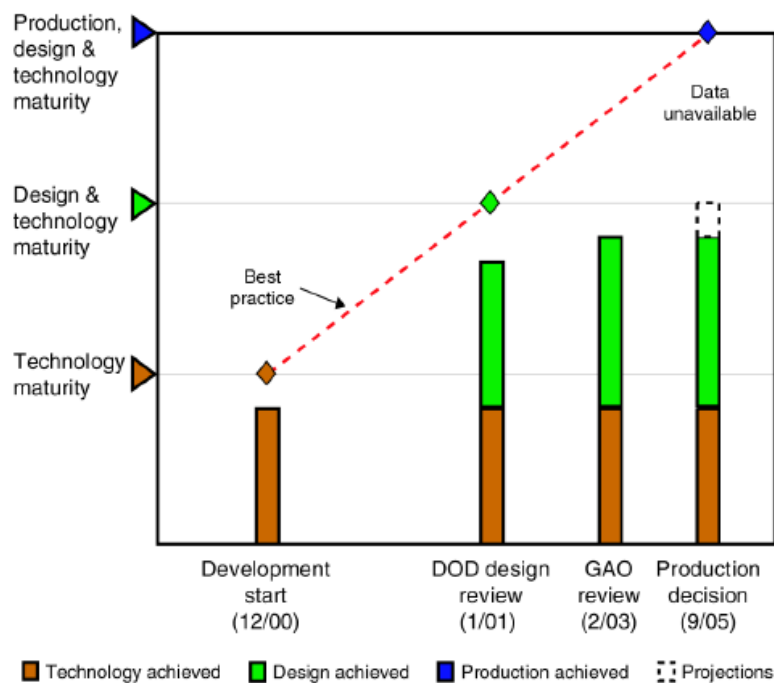 Production,
design &
technology
maturity
Data
unavailable
Design &
technology
maturity
Best
practice
Technology
maturity
Development
start
(12/00)
DOD design
review
(1/01)
GAO
review
(2/03)
Production
decision
(9/05)
Technology achieved
Design achieved
Production achieved
Projections